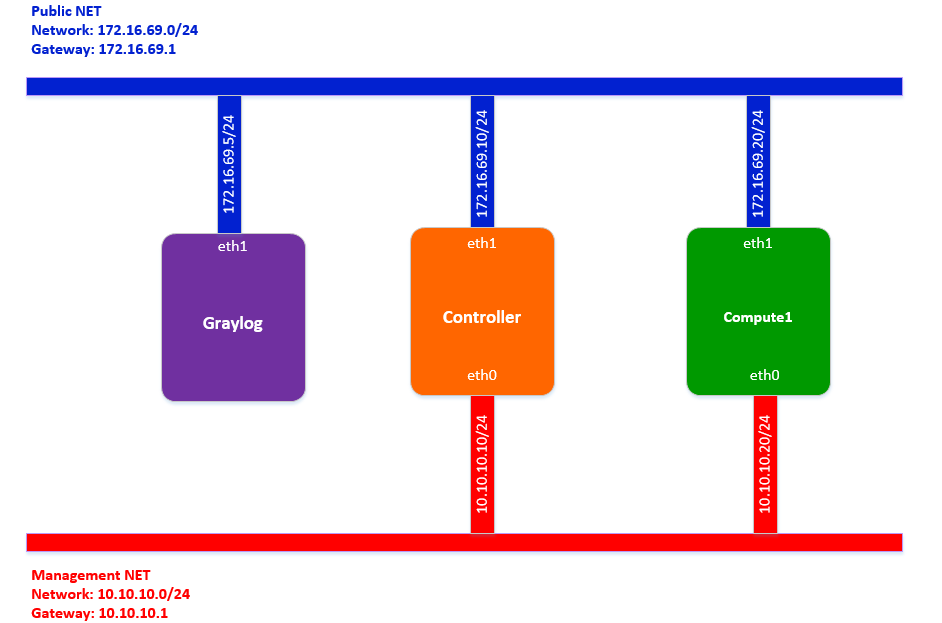 Public NET
Network: 172.16.69.0/24
Gateway: 172.16.69.1
172.16.69.5/24
172.16.69.10/24
172.16.69.20/24
eth1
eth1
eth1
Graylog
Controller
Compute1
eth0
eth0
10.10.10.10/24
10.10.10.20/24
Management NET
Network: 10.10.10.0/24
Gateway: 10.10.10.1